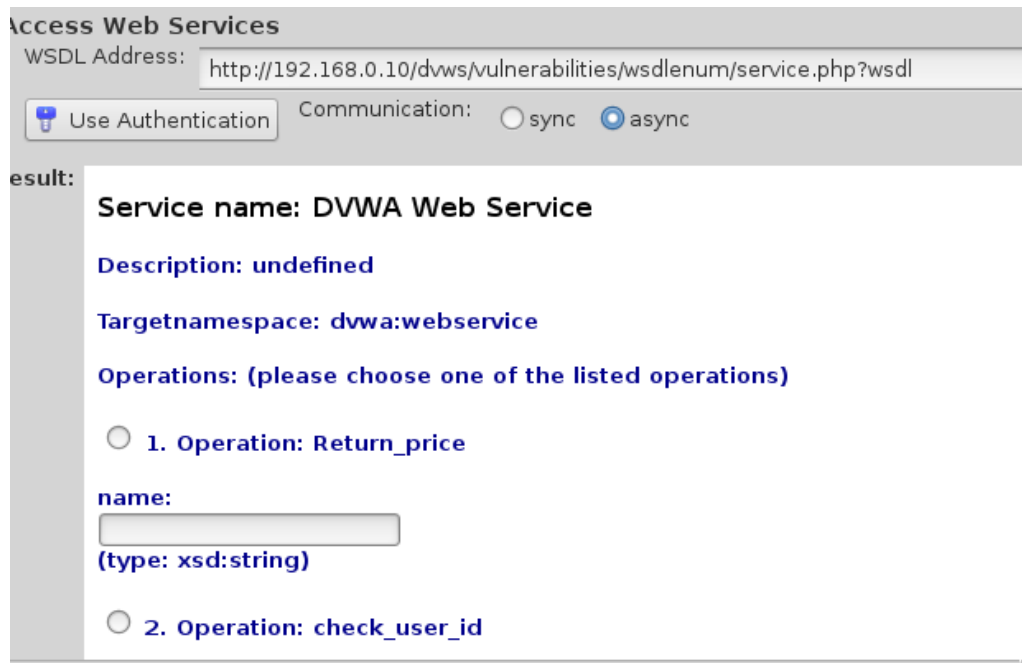 Access Web Services
WSDL Address: http://192.168.0.10/dvws/vulnerabilities/wsdlenum/service.php?wsdl
Use Authentication Communication: sync async
esult:
Service name: DVWA Web Service
Description: undefined
Targetnamespace: dvwa:webservice
Operations: (please choose one of the listed operations)
1. Operation: Return_price
name:
(type: xsd:string)
2. Operation: check_user_id